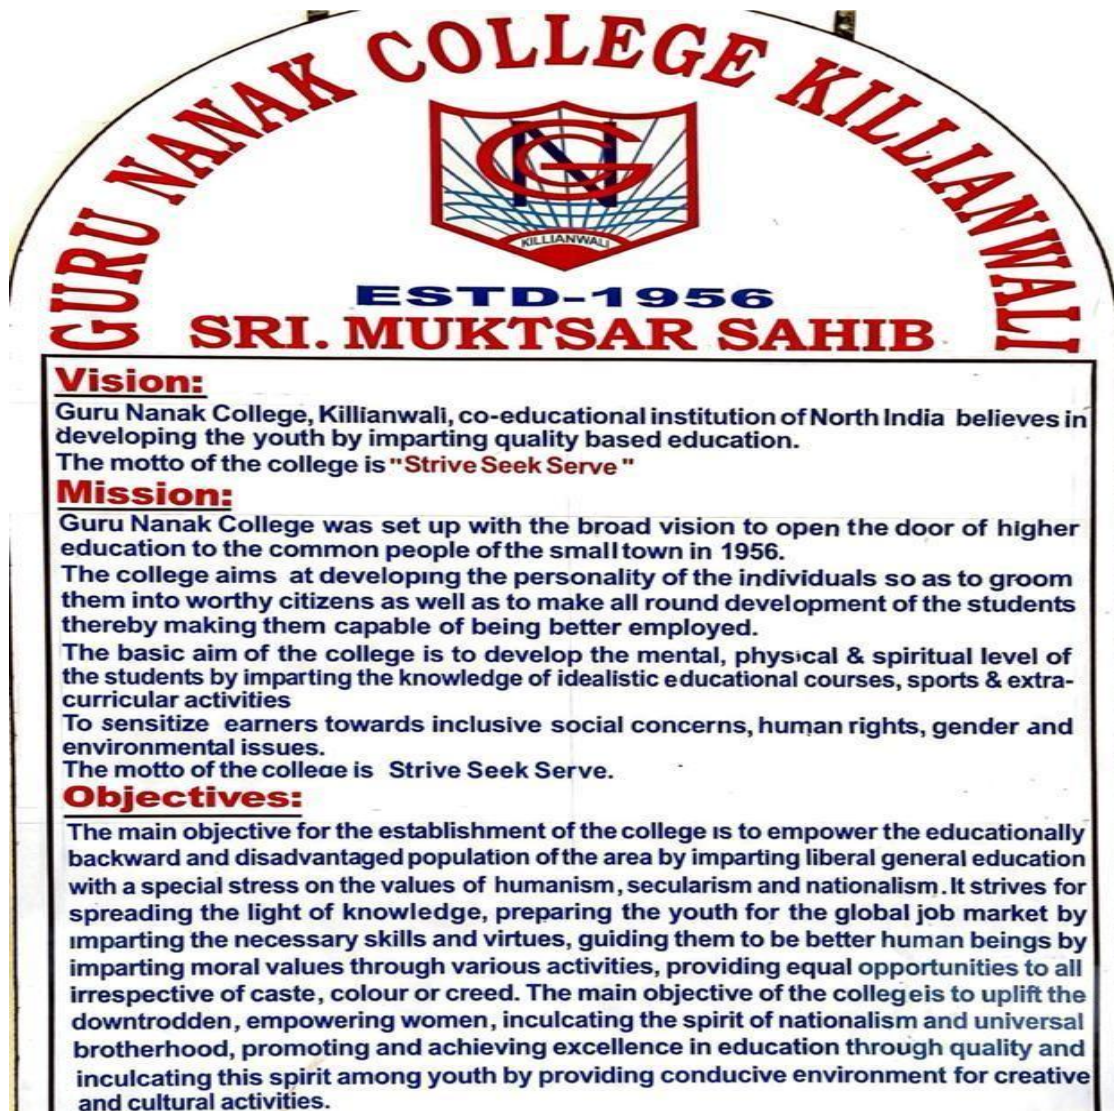 GURU NANAK COLLEGE KILLIANWALI
GNC
KILLIANWALI
ESTD-1956
SRI. MUKTSAR SAHIB
Vision:
Guru Nanak College, Killianwali, co-educational institution of North India believes in
developing the youth by imparting quality based education.
The motto of the college is "Strive Seek Serve "
Mission:
Guru Nanak College was set up with the broad vision to open the door of higher
education to the common people of the small town in 1956.
The college aims at developing the personality of the individuals so as to groom
them into worthy citizens as well as to make all round development of the students
thereby making them capable of being better employed.
The basic aim of the college is to develop the mental, physical & spiritual level of
the students by imparting the knowledge of idealistic educational courses, sports & extra-
curricular activities
To sensitize earners towards inclusive social concerns, human rights, gender and
environmental issues.
The motto of the college is Strive Seek Serve.
Objectives:
The main objective for the establishment of the college is to empower the educationally
backward and disadvantaged population of the area by imparting liberal general education
with a special stress on the values of humanism, secularism and nationalism. It strives for
spreading the light of knowledge, preparing the youth for the global job market by
imparting the necessary skills and virtues, guiding them to be better human beings by
imparting moral values through various activities, providing equal opportunities to all
irrespective of caste, colour or creed. The main objective of the college is to uplift the
downtrodden, empowering women, inculcating the spirit of nationalism and universal
brotherhood, promoting and achieving excellence in education through quality and
inculcating this spirit among youth by providing conducive environment for creative
and cultural activities.